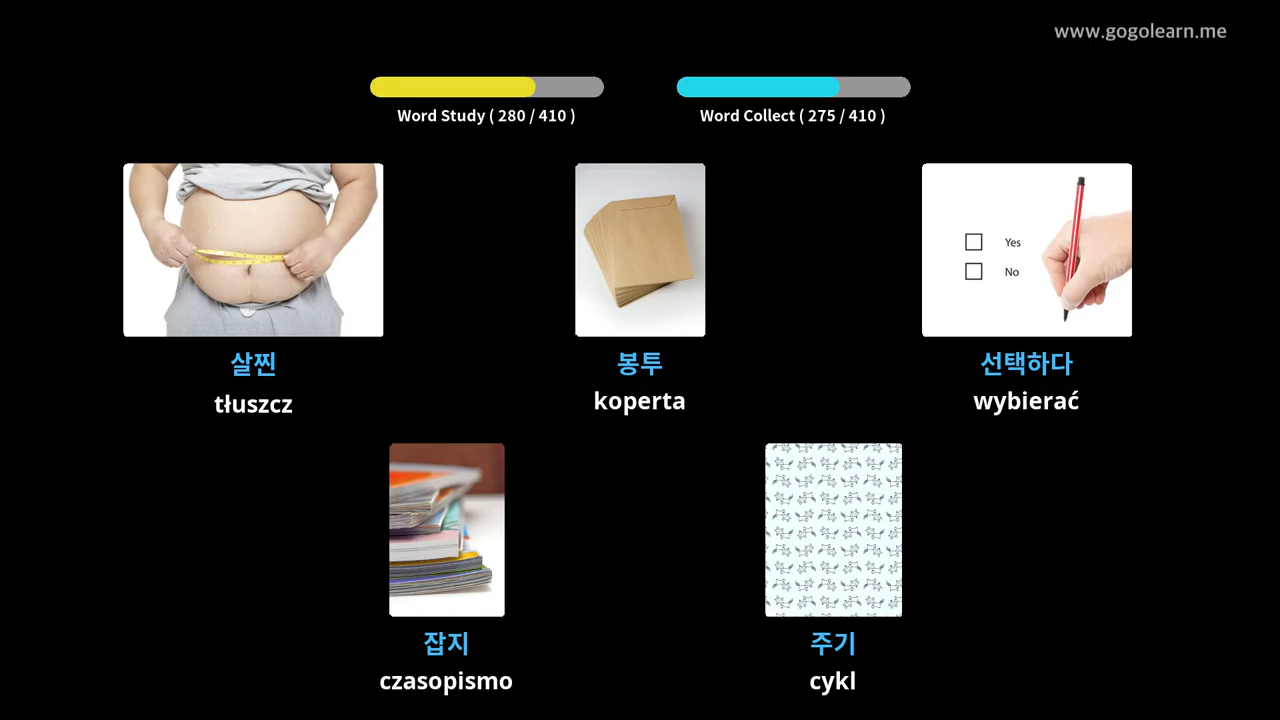 www.gogolearn.me
Word Study ( 280 / 410 )
Word Collect ( 275 / 410 )
Yes
No
살찐
봉투
선택하다
tłuszcz
koperta
wybierać
잡지
주기
czasopismo
cykl